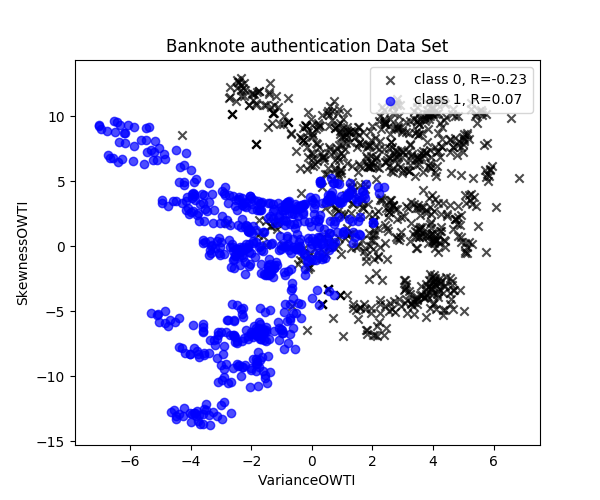 Banknote authentication Data Set
class 0, R=-0.23
class 1, R=0.07
SkewnessOWTI
10
5
0
−5
−10
−15
−6
−4
−2
0
2
4
6
VarianceOWTI